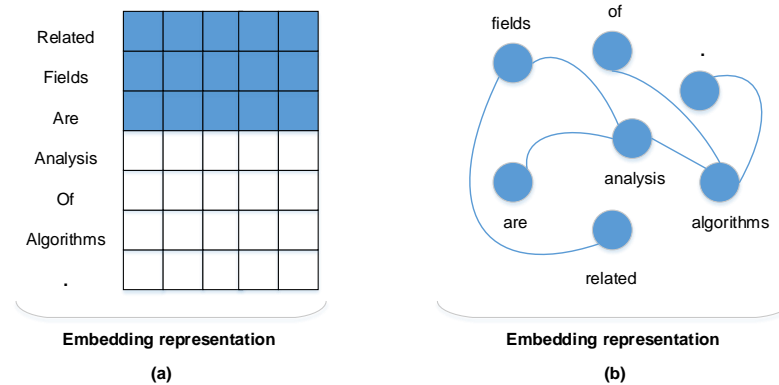 Related
Fields
Are
Analysis
Of
Algorithms
.
Embedding representation
(a)
fields
of
.
analysis
are
algorithms
related
Embedding representation
(b)